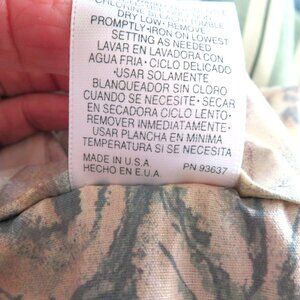 DRY LOW • REMOVE
PROMPTLY • IRON ON LOWEST
SETTING AS NEEDED
LAVAR EN LAVADORA CON
AGUA FRIA • CICLO DELICADO
• USAR SOLAMENTE
BLANQUEADOR SIN CLORO
CUANDO SE NECESITE • SECAR
EN SECADORA CICLO LENTO •
REMOVER INMEDIATAMENTE •
USAR PLANCHA EN MINIMA
TEMPERATURA SI SE NECESITA
MADE IN U.S.A.
HECHO EN E.U.A. PN 93637